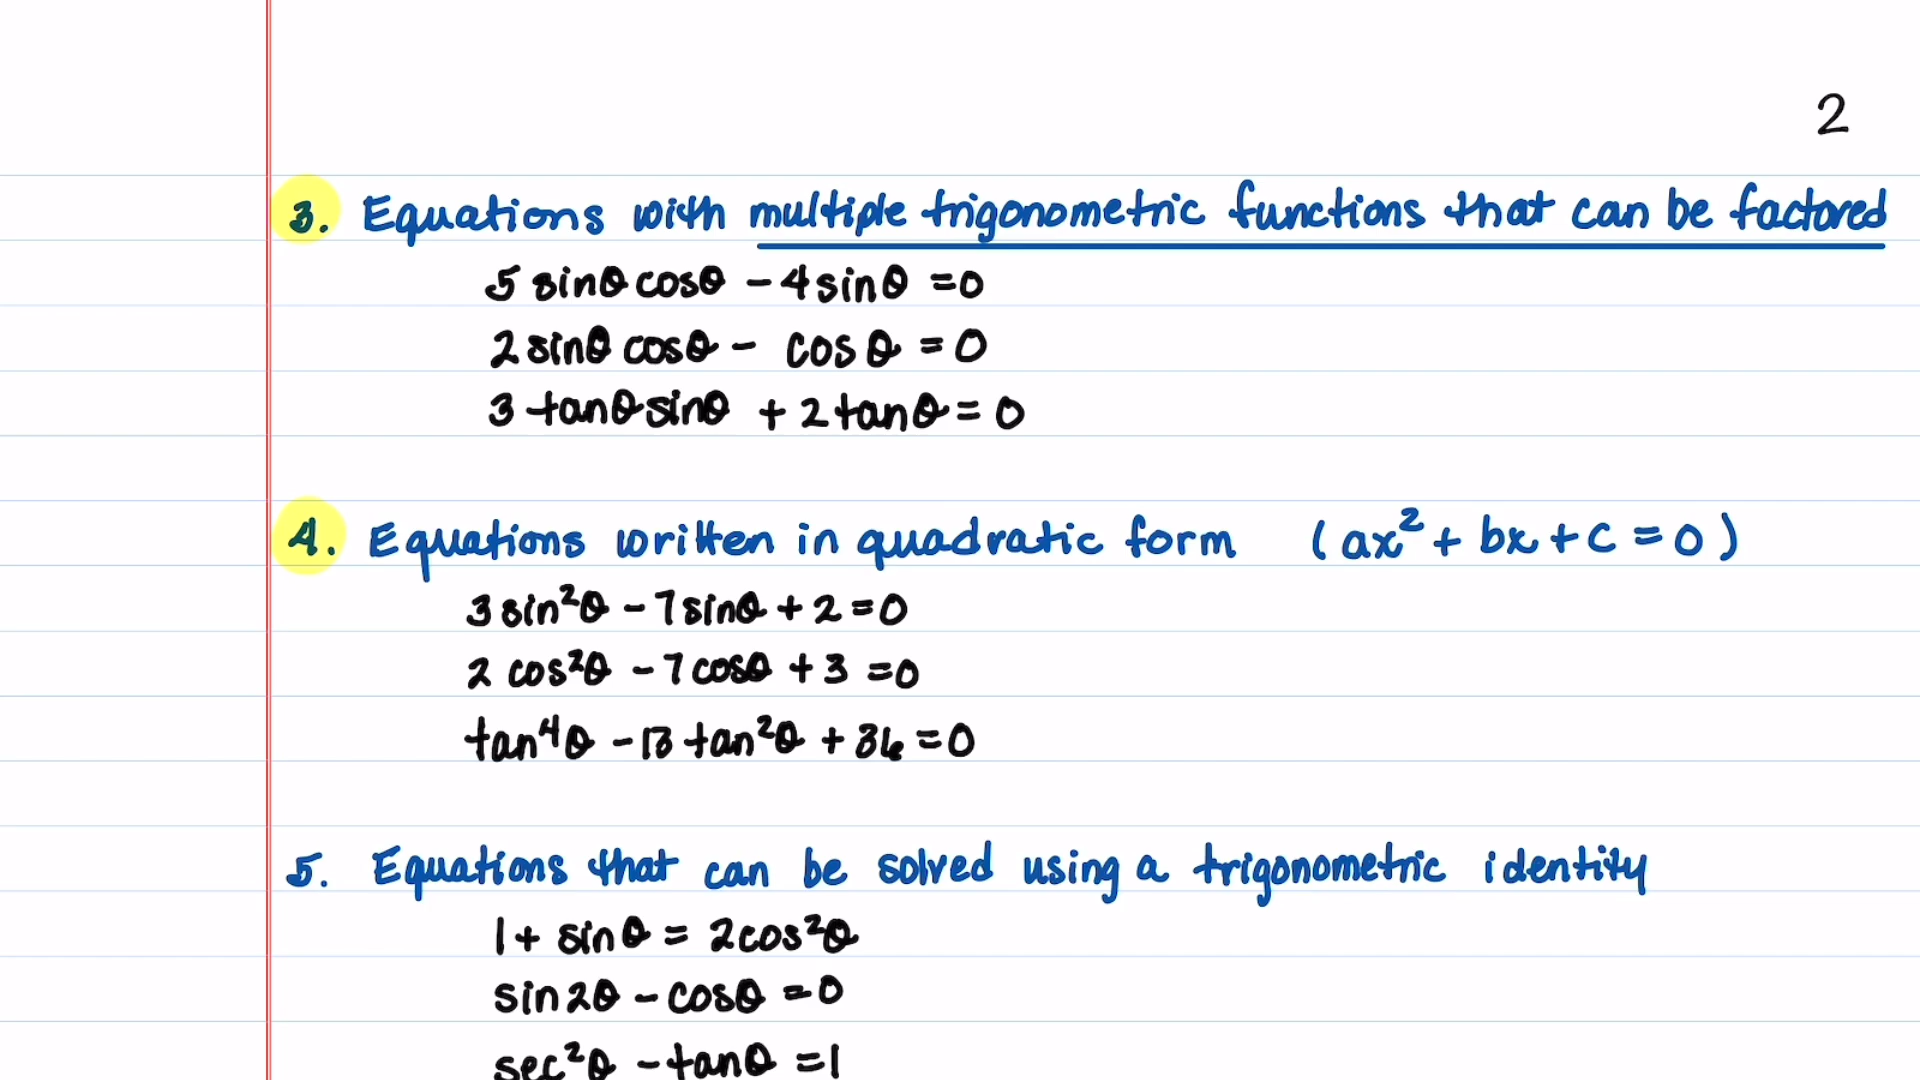 2
3. Equations with multiple trigonometric functions that can be factored
5 sinθ cosθ - 4 sinθ = 0
2 sinθ cosθ - cos θ = 0
3 tanθ sinθ + 2 tanθ = 0
4. Equations written in quadratic form (ax² + bx + c = 0)
3 sin²θ - 7 sinθ + 2 = 0
2 cos²θ - 7 cosθ + 3 = 0
tan⁴θ - 13 tan²θ + 36 = 0
5. Equations that can be solved using a trigonometric identity
1 + sin θ = 2cos²θ
sin 2θ - cosθ = 0
sec²θ - tanθ = 1